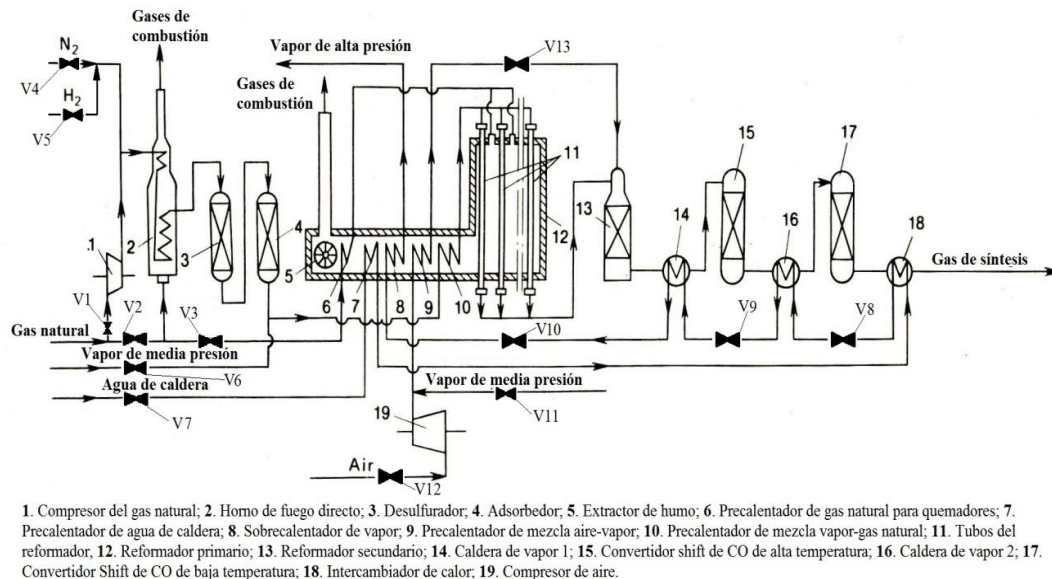 Gases de
combustión
N2
V4
H2
V5
Vapor de alta presión
Gases de
combustión
V13
15
17
11
12
13
14
16
18
.1
2
3
4
5
6
7
8
9
10
Gas de síntesis
V1
V2
V3
Gas natural
Vapor de media presión
V6
Agua de caldera
V7
V10
V9
V8
Vapor de media presión
V11
19
Air
V12
1. Compresor del gas natural; 2. Horno de fuego directo; 3. Desulfurador; 4. Adsorbedor; 5. Extractor de humo; 6. Precalentador de gas natural para quemadores; 7.
Precalentador de agua de caldera; 8. Sobrecalentador de vapor; 9. Precalentador de mezcla aire-vapor; 10. Precalentador de mezcla vapor-gas natural; 11. Tubos del
reformador, 12. Reformador primario; 13. Reformador secundario; 14. Caldera de vapor 1; 15. Convertidor shift de CO de alta temperatura; 16. Caldera de vapor 2; 17.
Convertidor Shift de CO de baja temperatura; 18. Intercambiador de calor; 19. Compresor de aire.